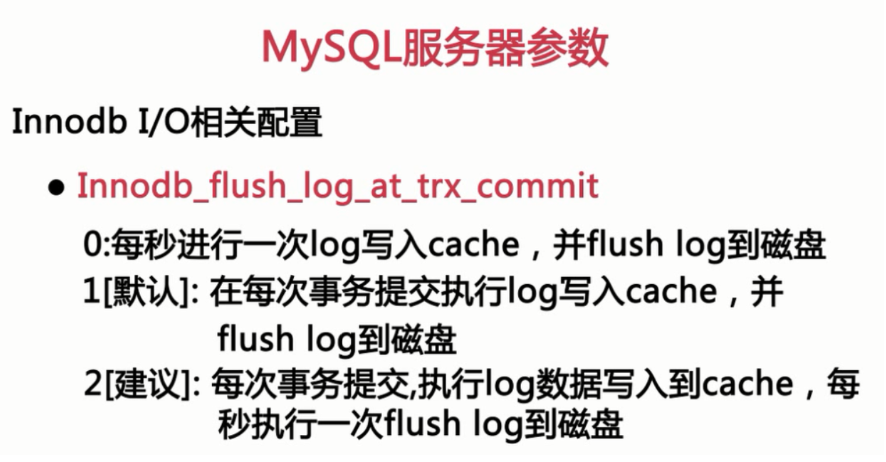 MySQL服务器参数
Innodb I/O相关配置
● Innodb_flush_log_at_trx_commit
0:每秒进行一次log写入cache，并flush log到磁盘
1[默认]: 在每次事务提交执行log写入cache，并
flush log到磁盘
2[建议]: 每次事务提交,执行log数据写入到cache，每
秒执行一次flush log到磁盘